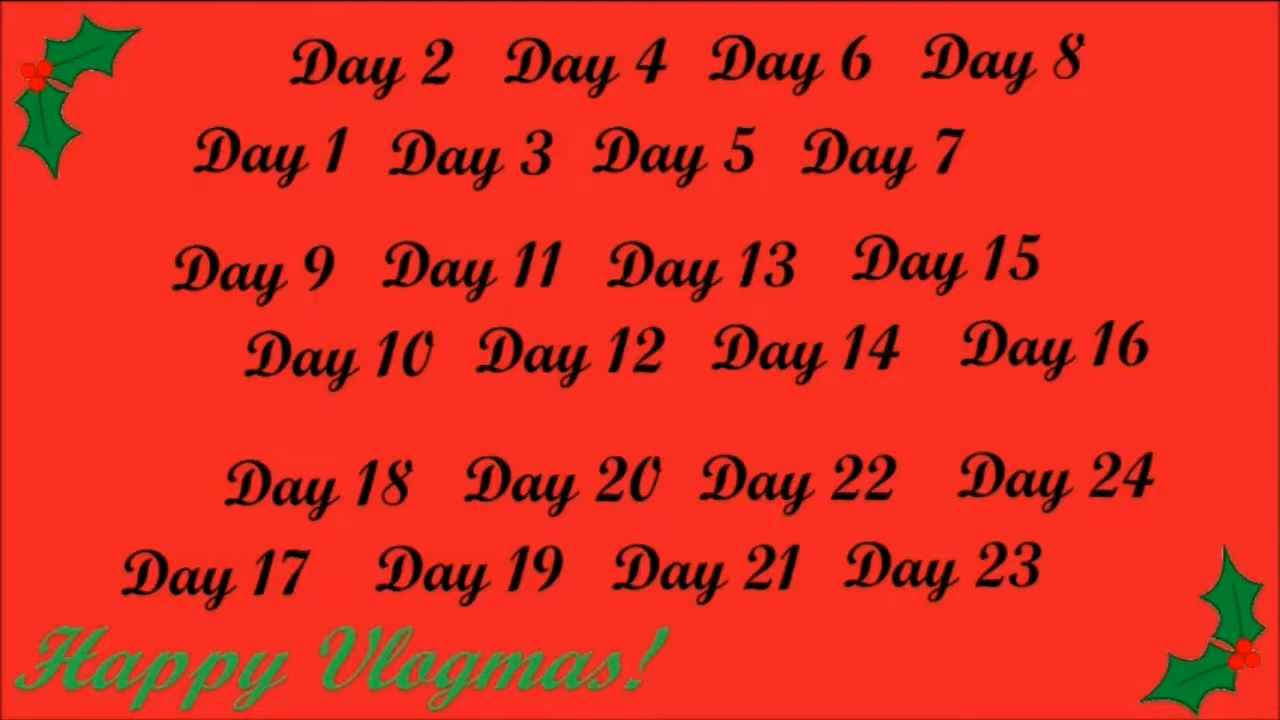 Day 2 Day 4 Day 6 Day 8
Day 1 Day 3 Day 5 Day 7
Day 9 Day 11 Day 13 Day 15
Day 10 Day 12 Day 14 Day 16
Day 18 Day 20 Day 22 Day 24
Day 17 Day 19 Day 21 Day 23
Happy Vlogmas!